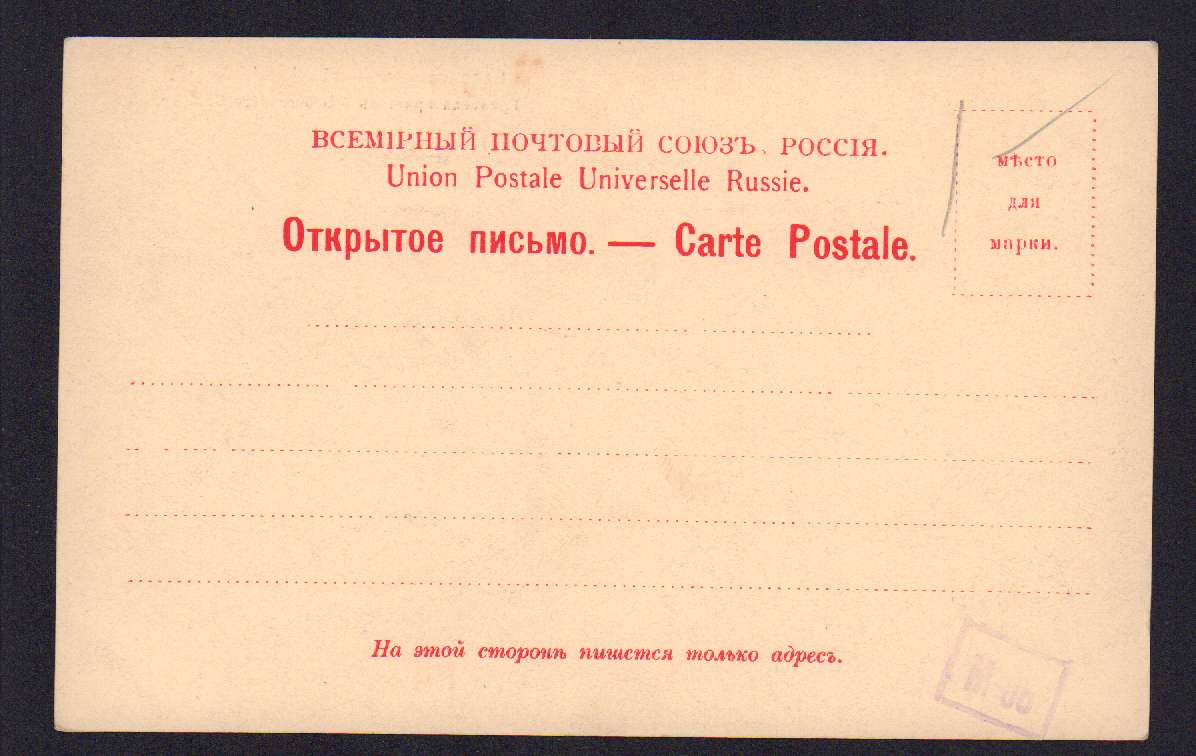 ВСЕМІРНЫЙ ПОЧТОВЫЙ СОЮЗЪ. РОССІЯ.
Union Postale Universelle Russie.
Открытое письмо. — Carte Postale.
мѣсто
для
марки.
На этой сторонѣ пишется только адресъ.